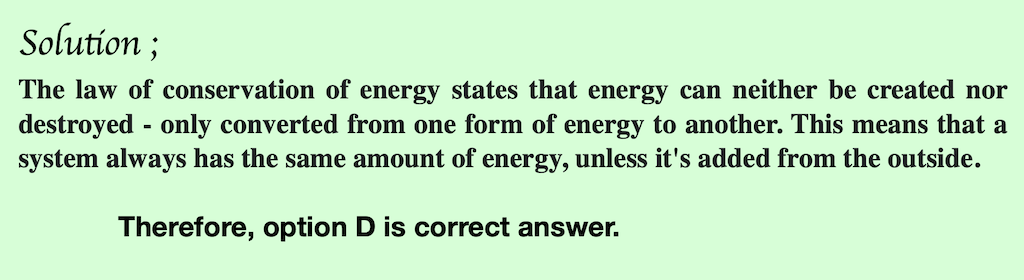 Solution ;
The law of conservation of energy states that energy can neither be created nor
destroyed - only converted from one form of energy to another. This means that a
system always has the same amount of energy, unless it's added from the outside.
Therefore, option D is correct answer.